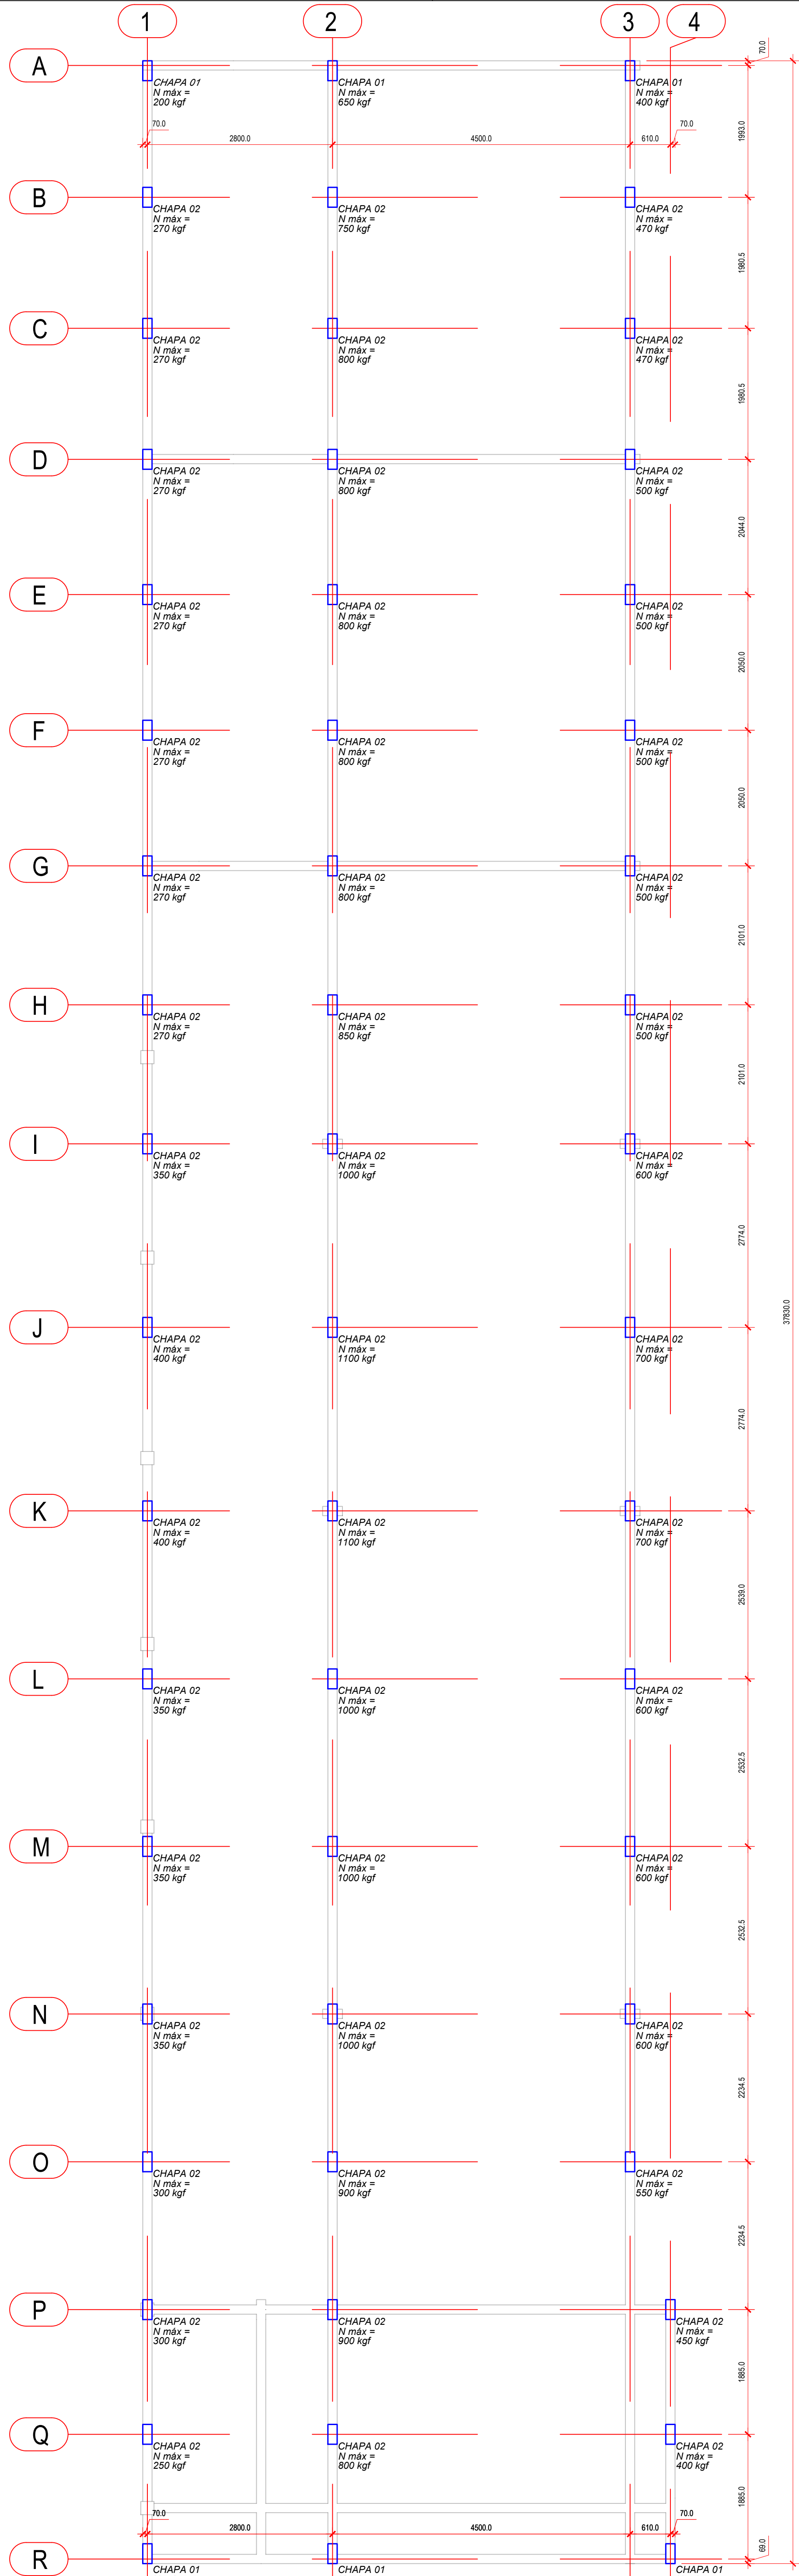 1 2 3 4
A
70.0
CHAPA 01 CHAPA 01 CHAPA 01
N máx = N máx = N máx =
200 kgf 650 kgf 400 kgf
1993.0
70.0 2800.0 4500.0 610.0 70.0
B
CHAPA 02 CHAPA 02 CHAPA 02
N máx = N máx = N máx =
270 kgf 750 kgf 470 kgf
1980.5
C
CHAPA 02 CHAPA 02 CHAPA 02
N máx = N máx = N máx =
270 kgf 800 kgf 470 kgf
1980.5
D
CHAPA 02 CHAPA 02 CHAPA 02
N máx = N máx = N máx =
270 kgf 800 kgf 500 kgf
2044.0
E
CHAPA 02 CHAPA 02 CHAPA 02
N máx = N máx = N máx =
270 kgf 800 kgf 500 kgf
2050.0
F
CHAPA 02 CHAPA 02 CHAPA 02
N máx = N máx = N máx =
270 kgf 800 kgf 500 kgf
2050.0
G
CHAPA 02 CHAPA 02 CHAPA 02
N máx = N máx = N máx =
270 kgf 800 kgf 500 kgf
2101.0
H
CHAPA 02 CHAPA 02 CHAPA 02
N máx = N máx = N máx =
270 kgf 850 kgf 500 kgf
2101.0
I
CHAPA 02 CHAPA 02 CHAPA 02
N máx = N máx = N máx =
350 kgf 1000 kgf 600 kgf
2774.0
37830.0
J
CHAPA 02 CHAPA 02 CHAPA 02
N máx = N máx = N máx =
400 kgf 1100 kgf 700 kgf
2774.0
K
CHAPA 02 CHAPA 02 CHAPA 02
N máx = N máx = N máx =
400 kgf 1100 kgf 700 kgf
2539.0
L
CHAPA 02 CHAPA 02 CHAPA 02
N máx = N máx = N máx =
350 kgf 1000 kgf 600 kgf
2532.5
M
CHAPA 02 CHAPA 02 CHAPA 02
N máx = N máx = N máx =
350 kgf 1000 kgf 600 kgf
2532.5
N
CHAPA 02 CHAPA 02 CHAPA 02
N máx = N máx = N máx =
350 kgf 1000 kgf 600 kgf
2234.5
O
CHAPA 02 CHAPA 02 CHAPA 02
N máx = N máx = N máx =
300 kgf 900 kgf 550 kgf
2234.5
P
CHAPA 02 CHAPA 02 CHAPA 02
N máx = N máx = N máx =
300 kgf 900 kgf 450 kgf
1885.0
Q
CHAPA 02 CHAPA 02 CHAPA 02
N máx = N máx = N máx =
250 kgf 800 kgf 400 kgf
1885.0
70.0 2800.0 4500.0 610.0 70.0
69.0
R
CHAPA 01 CHAPA 01 CHAPA 01